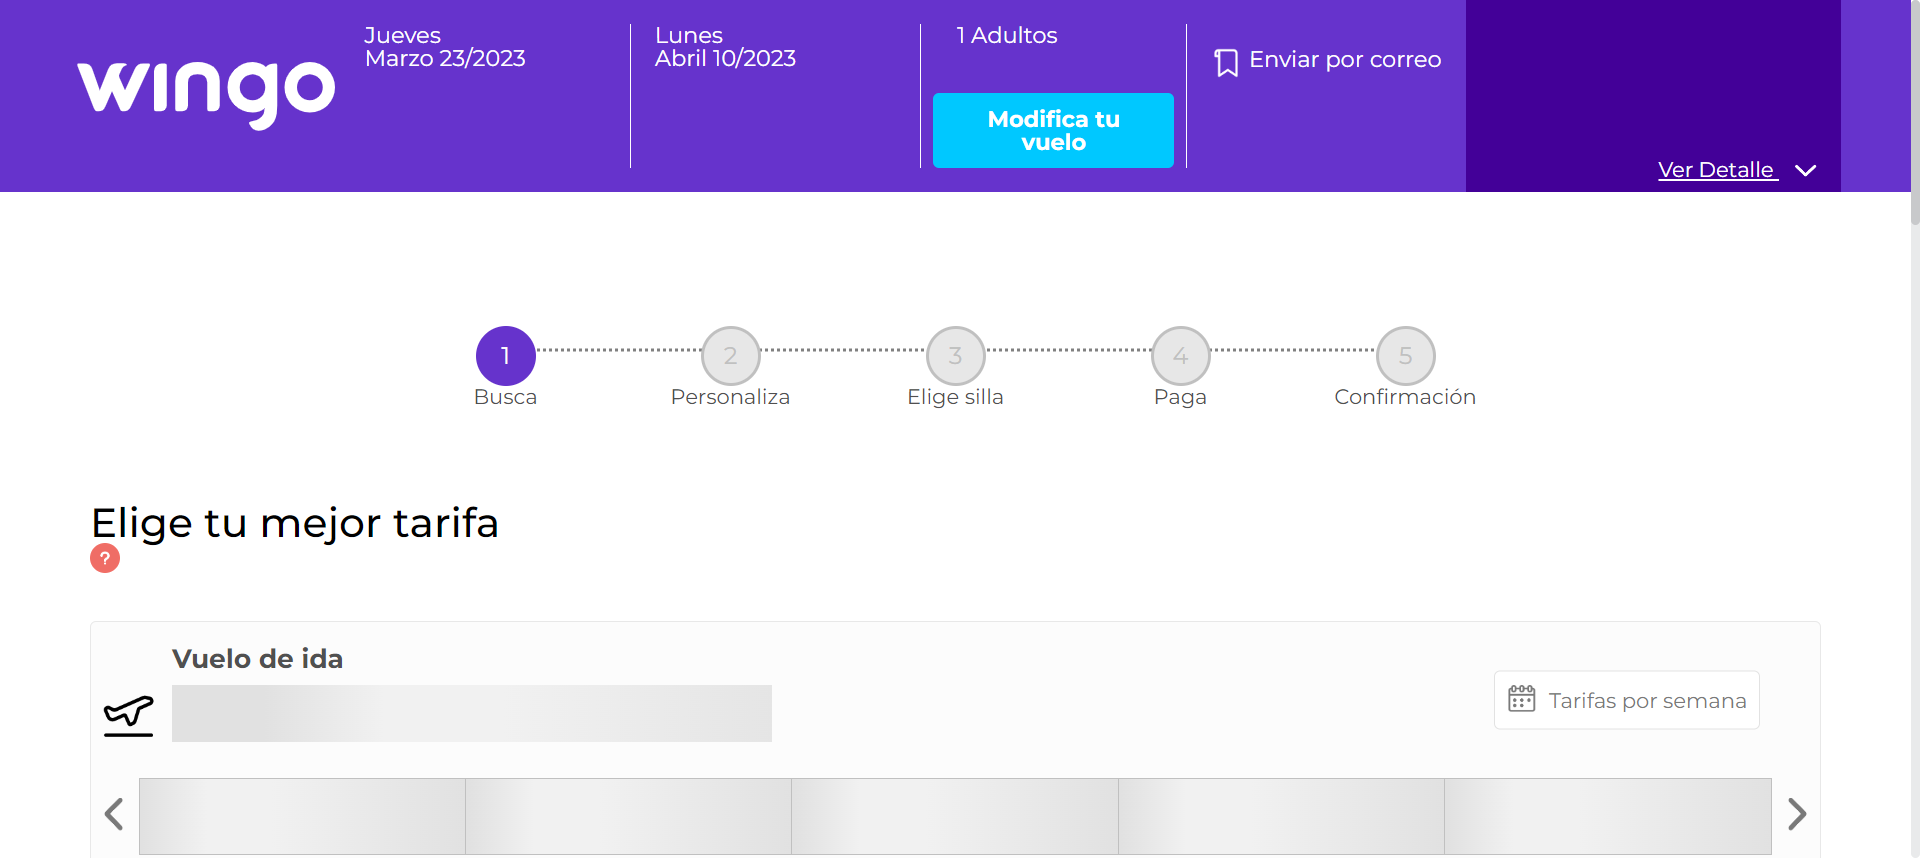 wingo
Jueves
Marzo 23/2023
Lunes
Abril 10/2023
1 Adultos
Modifica tu
vuelo
Enviar por correo
Ver Detalle
1
Busca
2
Personaliza
3
Elige silla
4
Paga
5
Confirmación
Elige tu mejor tarifa
?
Vuelo de ida
Tarifas por semana